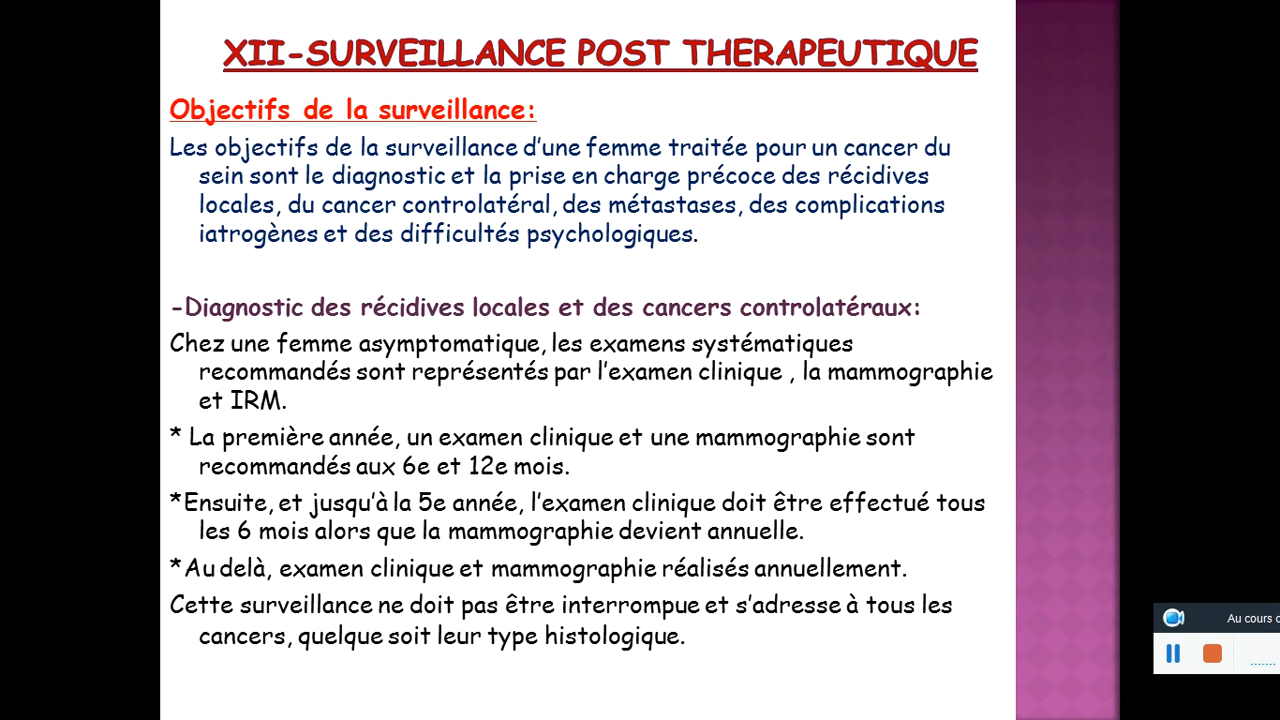 XII-SURVEILLANCE POST THERAPEUTIQUE
Objectifs de la surveillance:
Les objectifs de la surveillance d’une femme traitée pour un cancer du
sein sont le diagnostic et la prise en charge précoce des récidives
locales, du cancer controlatéral, des métastases, des complications
iatrogènes et des difficultés psychologiques.
-Diagnostic des récidives locales et des cancers controlatéraux:
Chez une femme asymptomatique, les examens systématiques
recommandés sont représentés par l’examen clinique , la mammographie
et IRM.
* La première année, un examen clinique et une mammographie sont
recommandés aux 6e et 12e mois.
*Ensuite, et jusqu’à la 5e année, l’examen clinique doit être effectué tous
les 6 mois alors que la mammographie devient annuelle.
*Au delà, examen clinique et mammographie réalisés annuellement.
Cette surveillance ne doit pas être interrompue et s’adresse à tous les
cancers, quelque soit leur type histologique.
Au cours